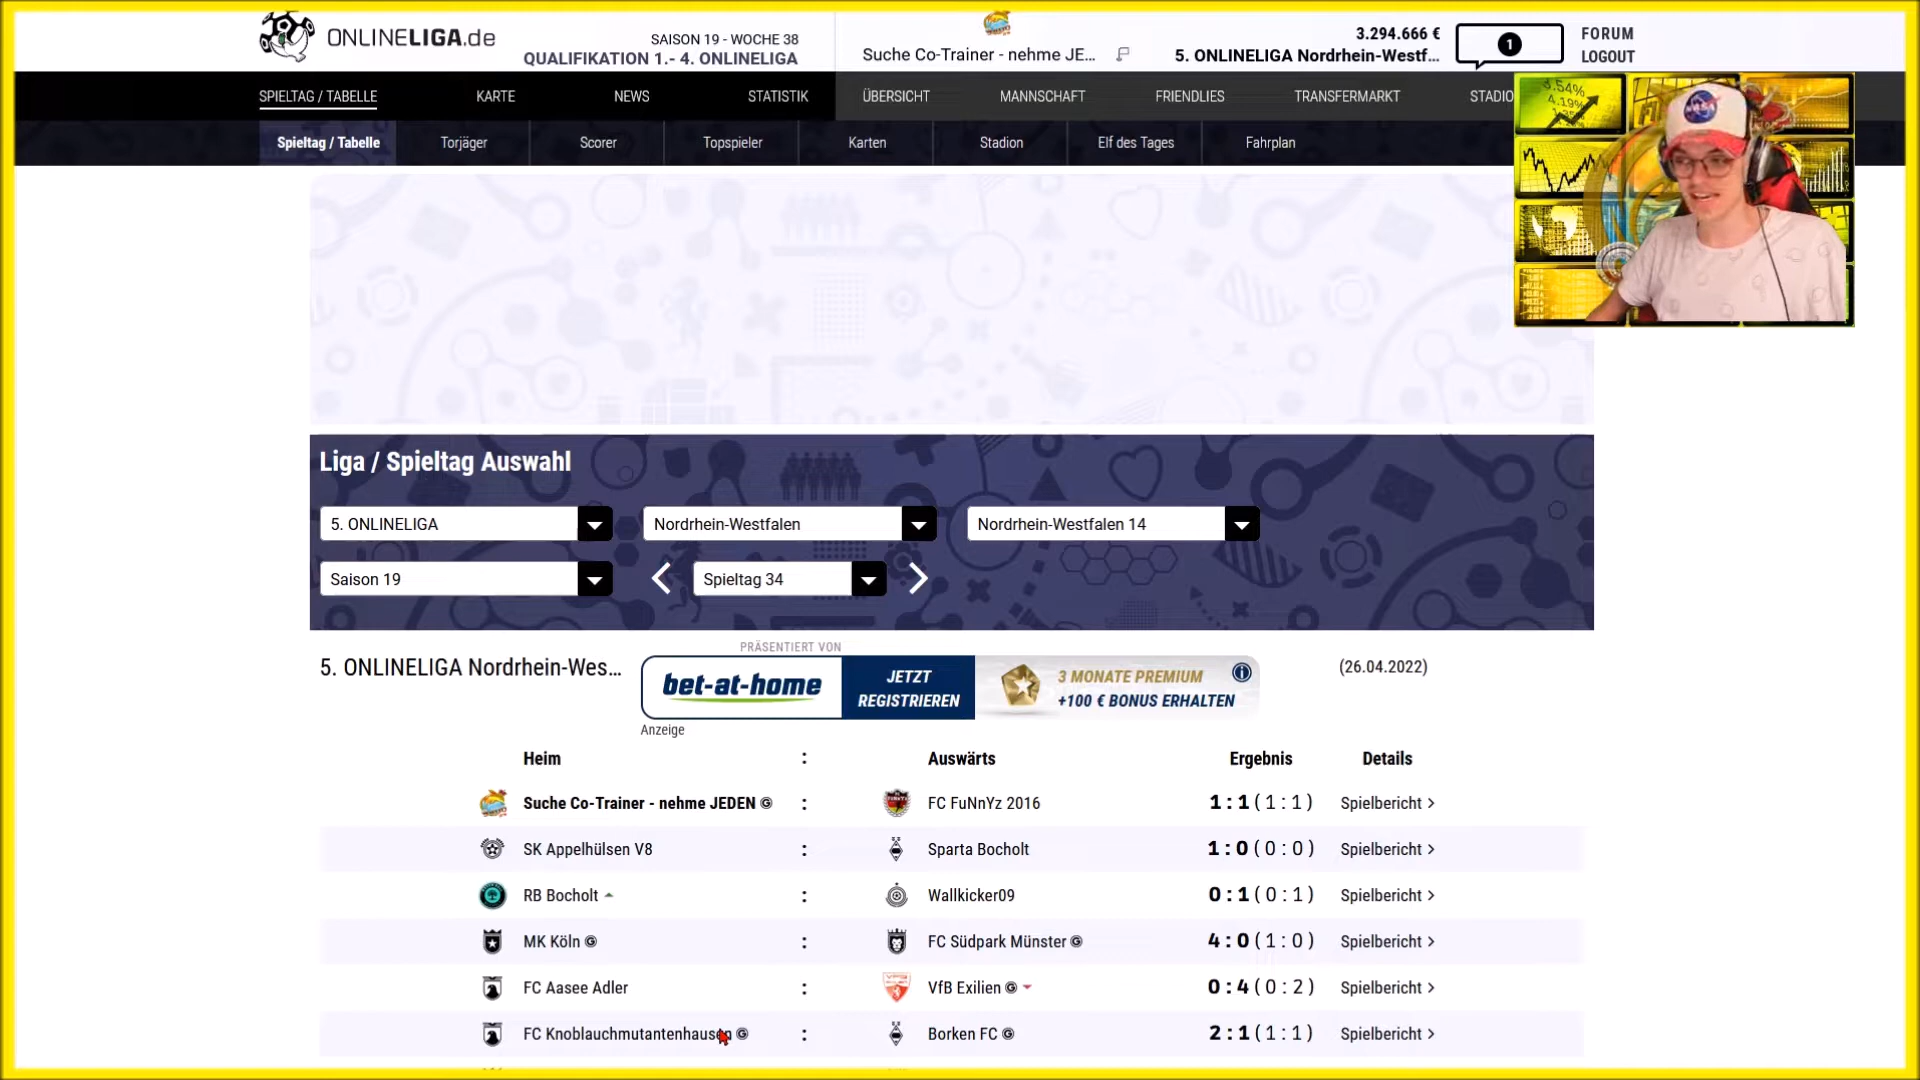 ONLINELIGA.de
SAISON 19 - WOCHE 38
QUALIFIKATION 1.- 4. ONLINELIGA
Suche Co-Trainer - nehme JE...
3.294.666 €
5. ONLINELIGA Nordrhein-Westf...
1
FORUM
LOGOUT
SPIELTAG / TABELLE KARTE NEWS STATISTIK ÜBERSICHT MANNSCHAFT FRIENDLIES TRANSFERMARKT STADIO
Spieltag / Tabelle Torjäger Scorer Topspieler Karten Stadion Elf des Tages Fahrplan
3.54%
4.19%
NASA
Liga / Spieltag Auswahl
5. ONLINELIGA Nordrhein-Westfalen Nordrhein-Westfalen 14
Saison 19 Spieltag 34
PRÄSENTIERT VON
5. ONLINELIGA Nordrhein-Wes...
bet-at-home
JETZT
REGISTRIEREN
3 MONATE PREMIUM
+100 € BONUS ERHALTEN
(26.04.2022)
Anzeige
Heim : Auswärts Ergebnis Details
Suche Co-Trainer - nehme JEDEN G : FC FuNnYz 2016 1 : 1 ( 1 : 1 ) Spielbericht >
SK Appelhülsen V8 : Sparta Bocholt 1 : 0 ( 0 : 0 ) Spielbericht >
RB Bocholt : Wallkicker09 0 : 1 ( 0 : 1 ) Spielbericht >
MK Köln G : FC Südpark Münster G 4 : 0 ( 1 : 0 ) Spielbericht >
FC Aasee Adler : VfB Exilien G 0 : 4 ( 0 : 2 ) Spielbericht >
FC Knoblauchmutantenhausen G : Borken FC G 2 : 1 ( 1 : 1 ) Spielbericht >